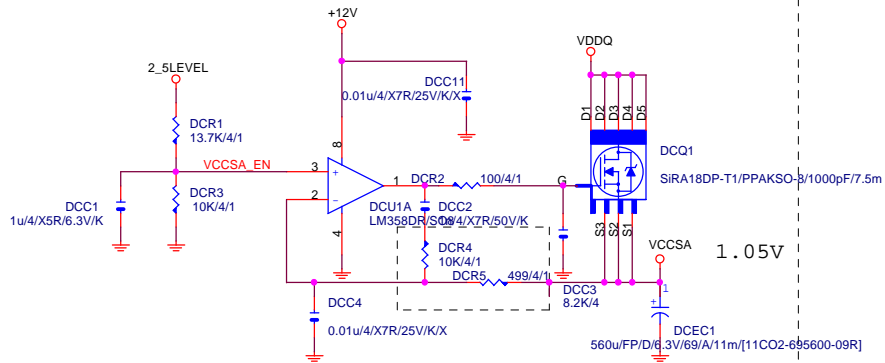 +12V
VDDQ
2_5LEVEL
DCC11
0.01u/4/X7R/25V/K/X
D1
D2
D3
D4
D5
DCR1
13.7K/4/1
8
DCQ1
VCCSA_EN
3
+
1
DCR2
100/4/1
G
SiRA18DP-T1/PPAKSO-8/1000pF/7.5m
2
−
DCC1
1u/4/X5R/6.3V/K
DCR3
10K/4/1
DCU1A
LM358DR/SO8
DCC2
/4/X7R/50V/K
4
S3
S2
S1
VCCSA
1.05V
DCR4
10K/4/1
DCR5
499/4/1
DCC3
8.2K/4
1
+
DCC4
0.01u/4/X7R/25V/K/X
DCEC1
560u/FP/D/6.3V/69/A/11m/[11CO2-695600-09R]